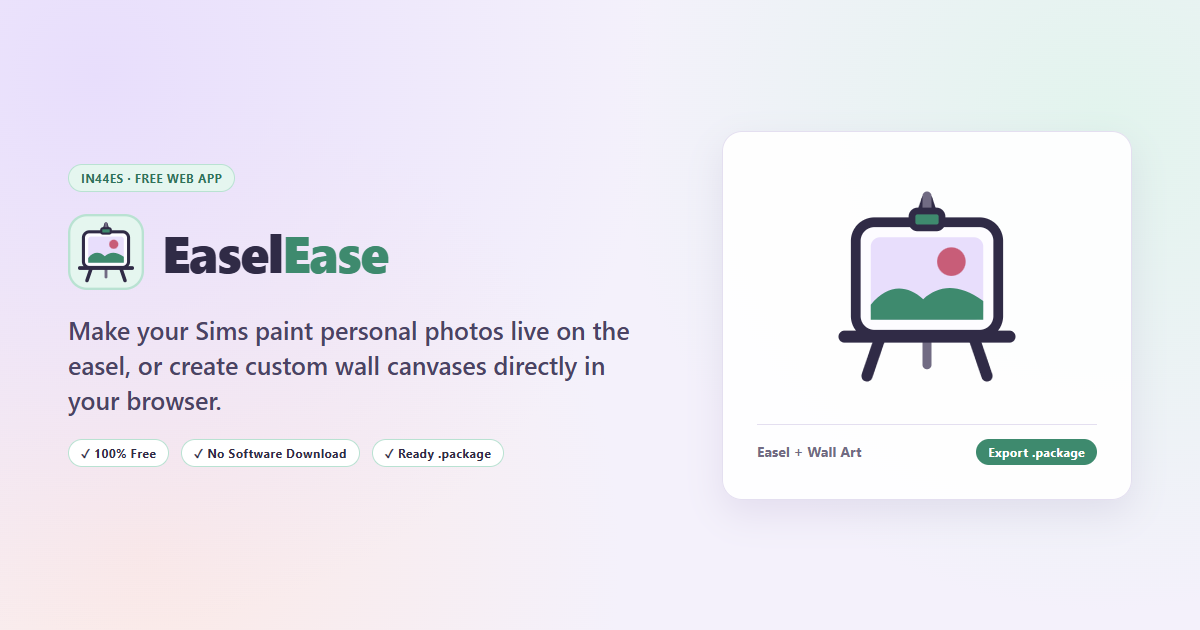 IN44ES · FREE WEB APP
EaselEase
Make your Sims paint personal photos live on the
easel, or create custom wall canvases directly in
your browser.
✓ 100% Free
✓ No Software Download
✓ Ready .package
Easel + Wall Art
Export .package